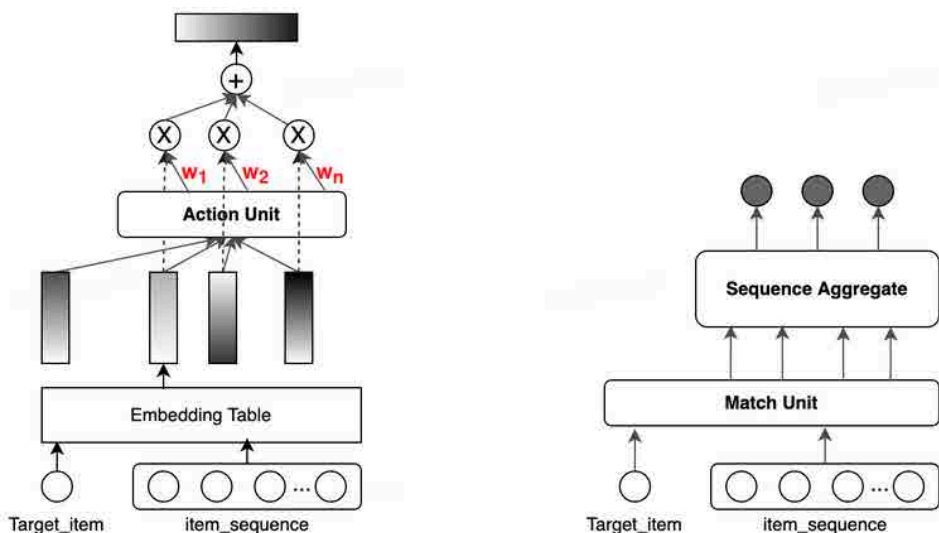 +
X X X
w1 w2 wn
Action Unit
Embedding Table
...
Target_item item_sequence
Sequence Aggregate
Match Unit
...
Target_item item_sequence